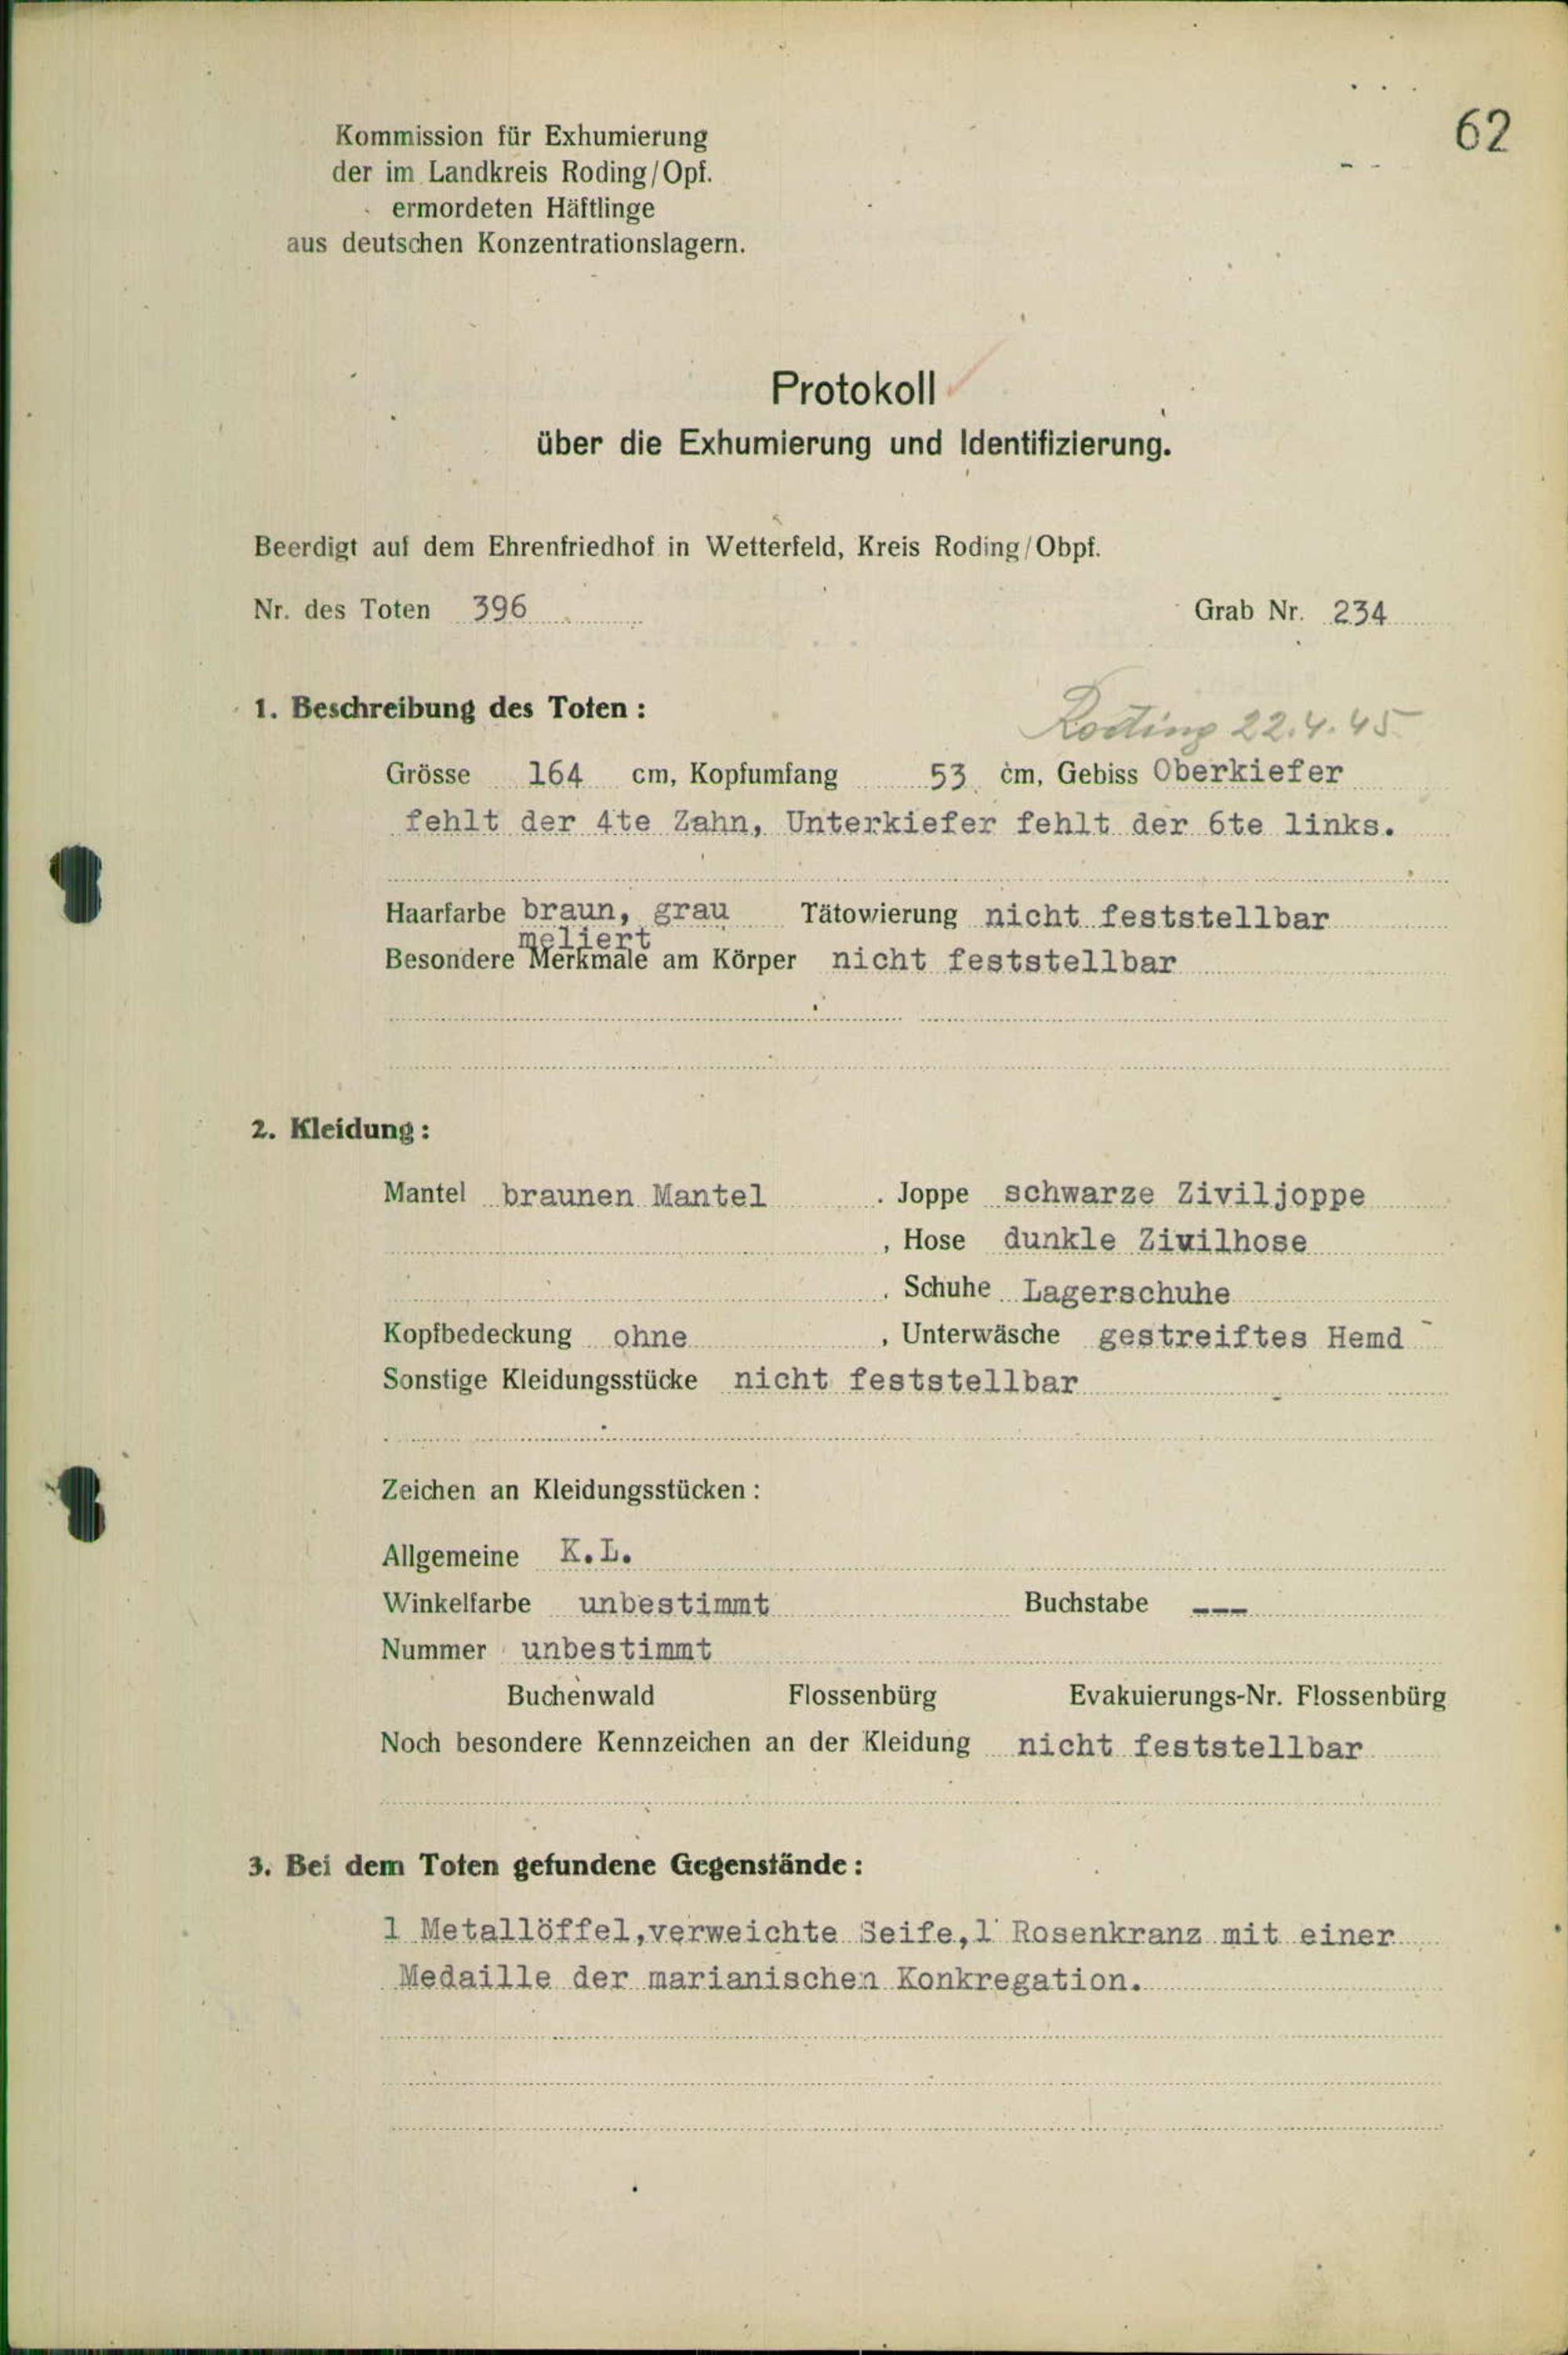 62
Kommission für Exhumierung
der im Landkreis Roding/Opf.
ermordeten Häftlinge
aus deutschen Konzentrationslagern.
Protokoll
über die Exhumierung und Identifizierung.
Beerdigt auf dem Ehrenfriedhof in Wetterfeld, Kreis Roding/Obpf.
Nr. des Toten 396 Grab Nr. 234
1. Beschreibung des Toten :
Roding 22.4.45
Grösse 164 cm, Kopfumfang 53 cm, Gebiss Oberkiefer
fehlt der 4te Zahn, Unterkiefer fehlt der 6te links.
Haarfarbe braun, grau Tätowierung nicht feststellbar
meliert
Besondere Merkmale am Körper nicht feststellbar
2. Kleidung :
Mantel braunen Mantel . Joppe schwarze Ziviljoppe
, Hose dunkle Zivilhose
. Schuhe Lagerschuhe
Kopfbedeckung ohne , Unterwäsche gestreiftes Hemd
Sonstige Kleidungsstücke nicht feststellbar
Zeichen an Kleidungsstücken :
Allgemeine K.L.
Winkelfarbe unbestimmt Buchstabe ---
Nummer unbestimmt
Buchenwald Flossenbürg Evakuierungs-Nr. Flossenbürg
Noch besondere Kennzeichen an der Kleidung nicht feststellbar
3. Bei dem Toten gefundene Gegenstände :
1 Metallöffel,verweichte Seife,1 Rosenkranz mit einer
Medaille der marianischen Konkregation.